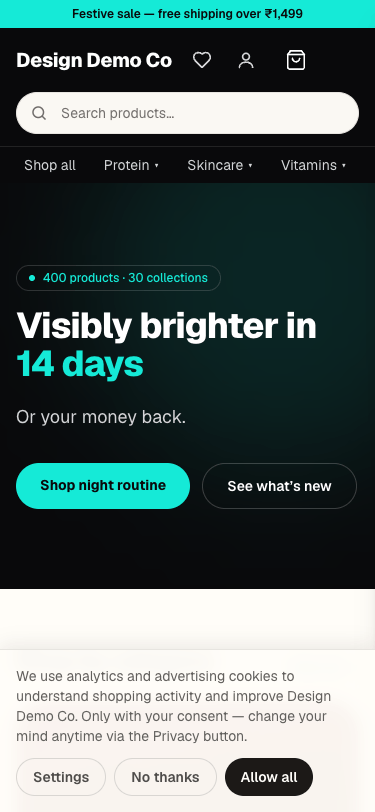 Festive sale — free shipping over ₹1,499
Design Demo Co
Search products...
Shop all Protein ▾ Skincare ▾ Vitamins ▾
400 products · 30 collections
Visibly brighter in
14 days
Or your money back.
Shop night routine See what's new
We use analytics and advertising cookies to
understand shopping activity and improve Design
Demo Co. Only with your consent — change your
mind anytime via the Privacy button.
Settings No thanks Allow all